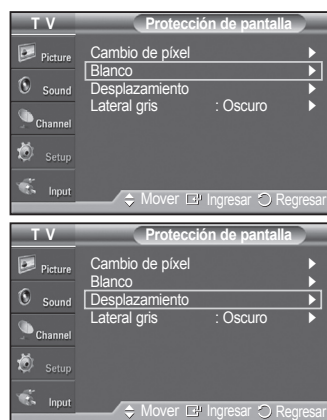 T V Protección de pantalla
Picture Cambio de píxel
Blanco
Sound Desplazamiento
Lateral gris : Oscuro
Channel
Setup
Input
Mover Ingresar Regresar
T V Protección de pantalla
Picture Cambio de píxel
Blanco
Sound Desplazamiento
Lateral gris : Oscuro
Channel
Setup
Input
Mover Ingresar Regresar